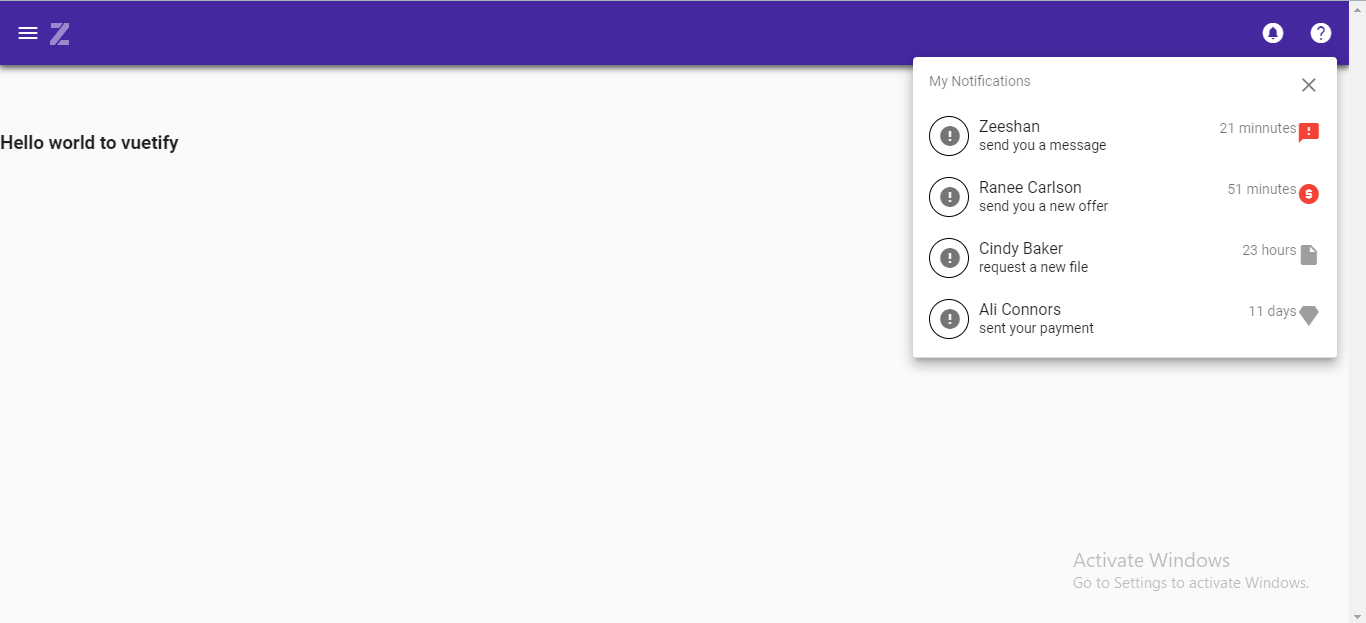 Z
My Notifications
Zeeshan
21 minnutes
send you a message
Hello world to vuetify
Ranee Carlson
51 minutes
send you a new offer
Cindy Baker
23 hours
request a new file
Ali Connors
11 days
sent your payment
Activate Windows
Go to Settings to activate Windows.